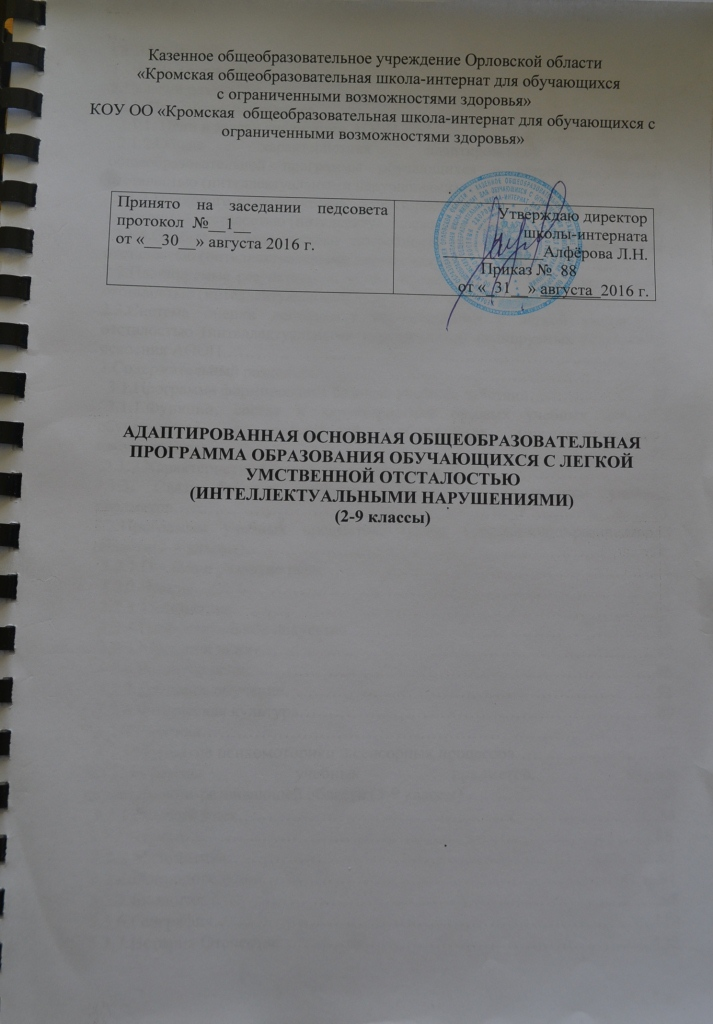 Казенное общеобразовательное учреждение Орловской области
«Кромская общеобразовательная школа-интернат для обучающихся
с ограниченными возможностями здоровья»
КОУ ОО «Кромская общеобразовательная школа-интернат для обучающихся с
ограниченными возможностями здоровья»
Принято на заседании педсовета
протокол №__1__
от «__30__» августа 2016 г.
Утверждаю директор
школы-интерната
____________Алфёрова Л.Н.
Приказ № 88
от «_31__» августа_2016 г.
АДАПТИРОВАННАЯ ОСНОВНАЯ ОБЩЕОБРАЗОВАТЕЛЬНАЯ
ПРОГРАММА ОБРАЗОВАНИЯ ОБУЧАЮЩИХСЯ С ЛЕГКОЙ
УМСТВЕННОЙ ОТСТАЛОСТЬЮ
(ИНТЕЛЛЕКТУАЛЬНЫМИ НАРУШЕНИЯМИ)
(2-9 классы)